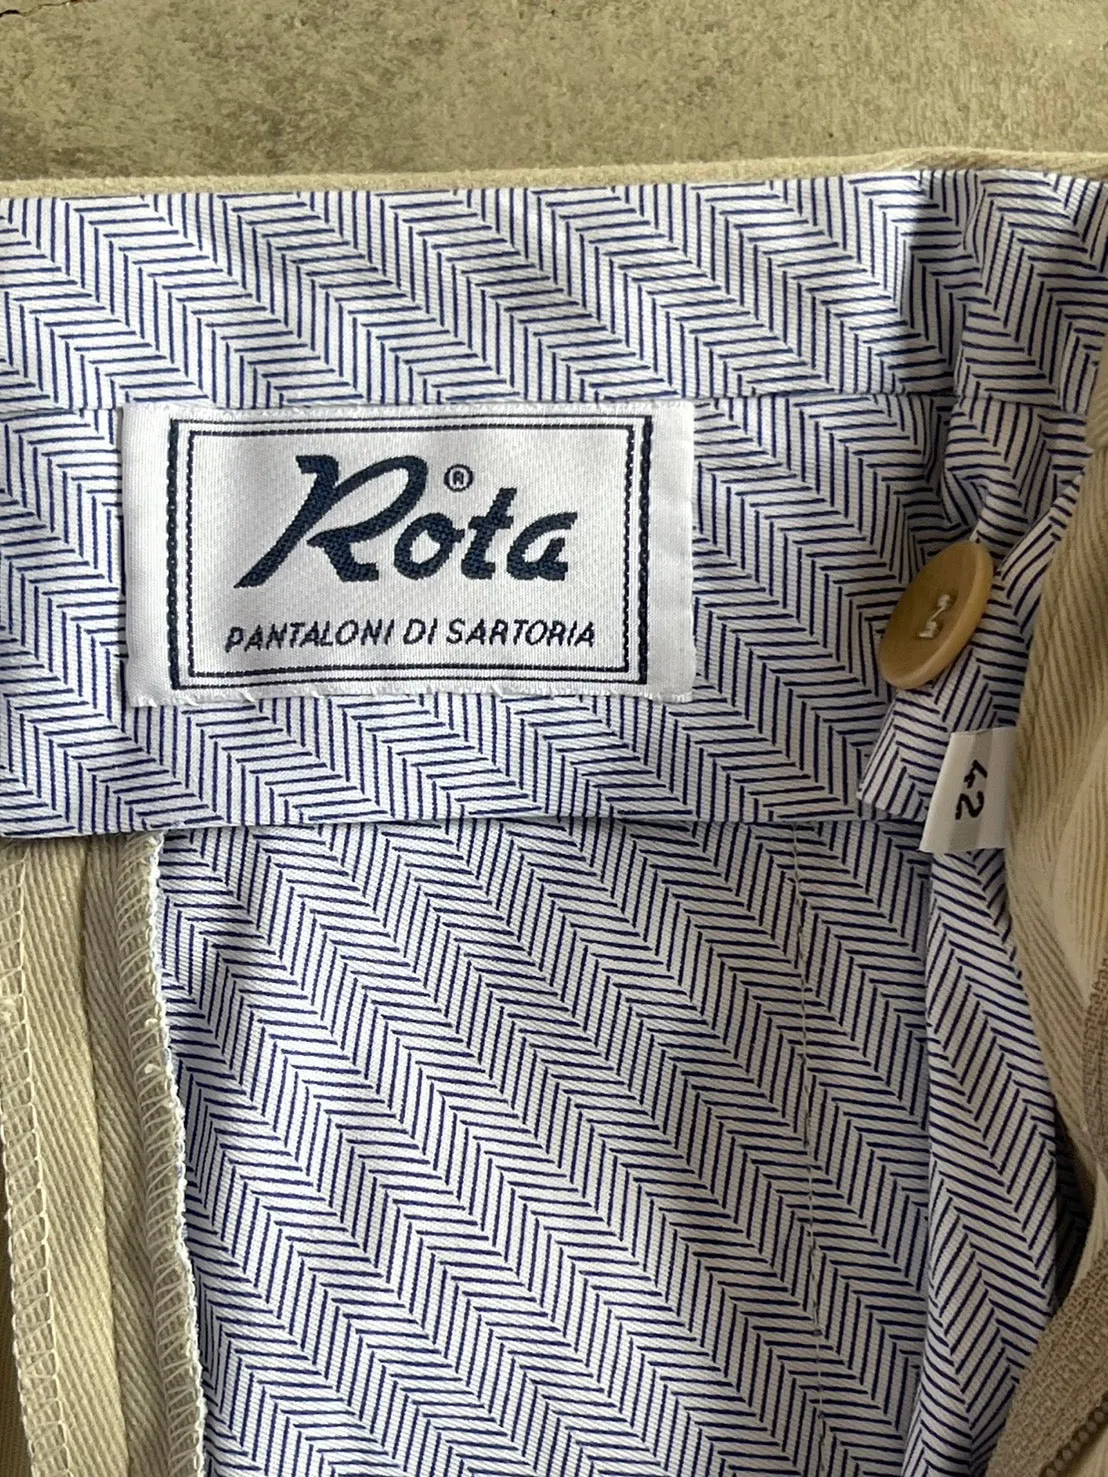 Rota®
PANTALONI DI SARTORIA
42